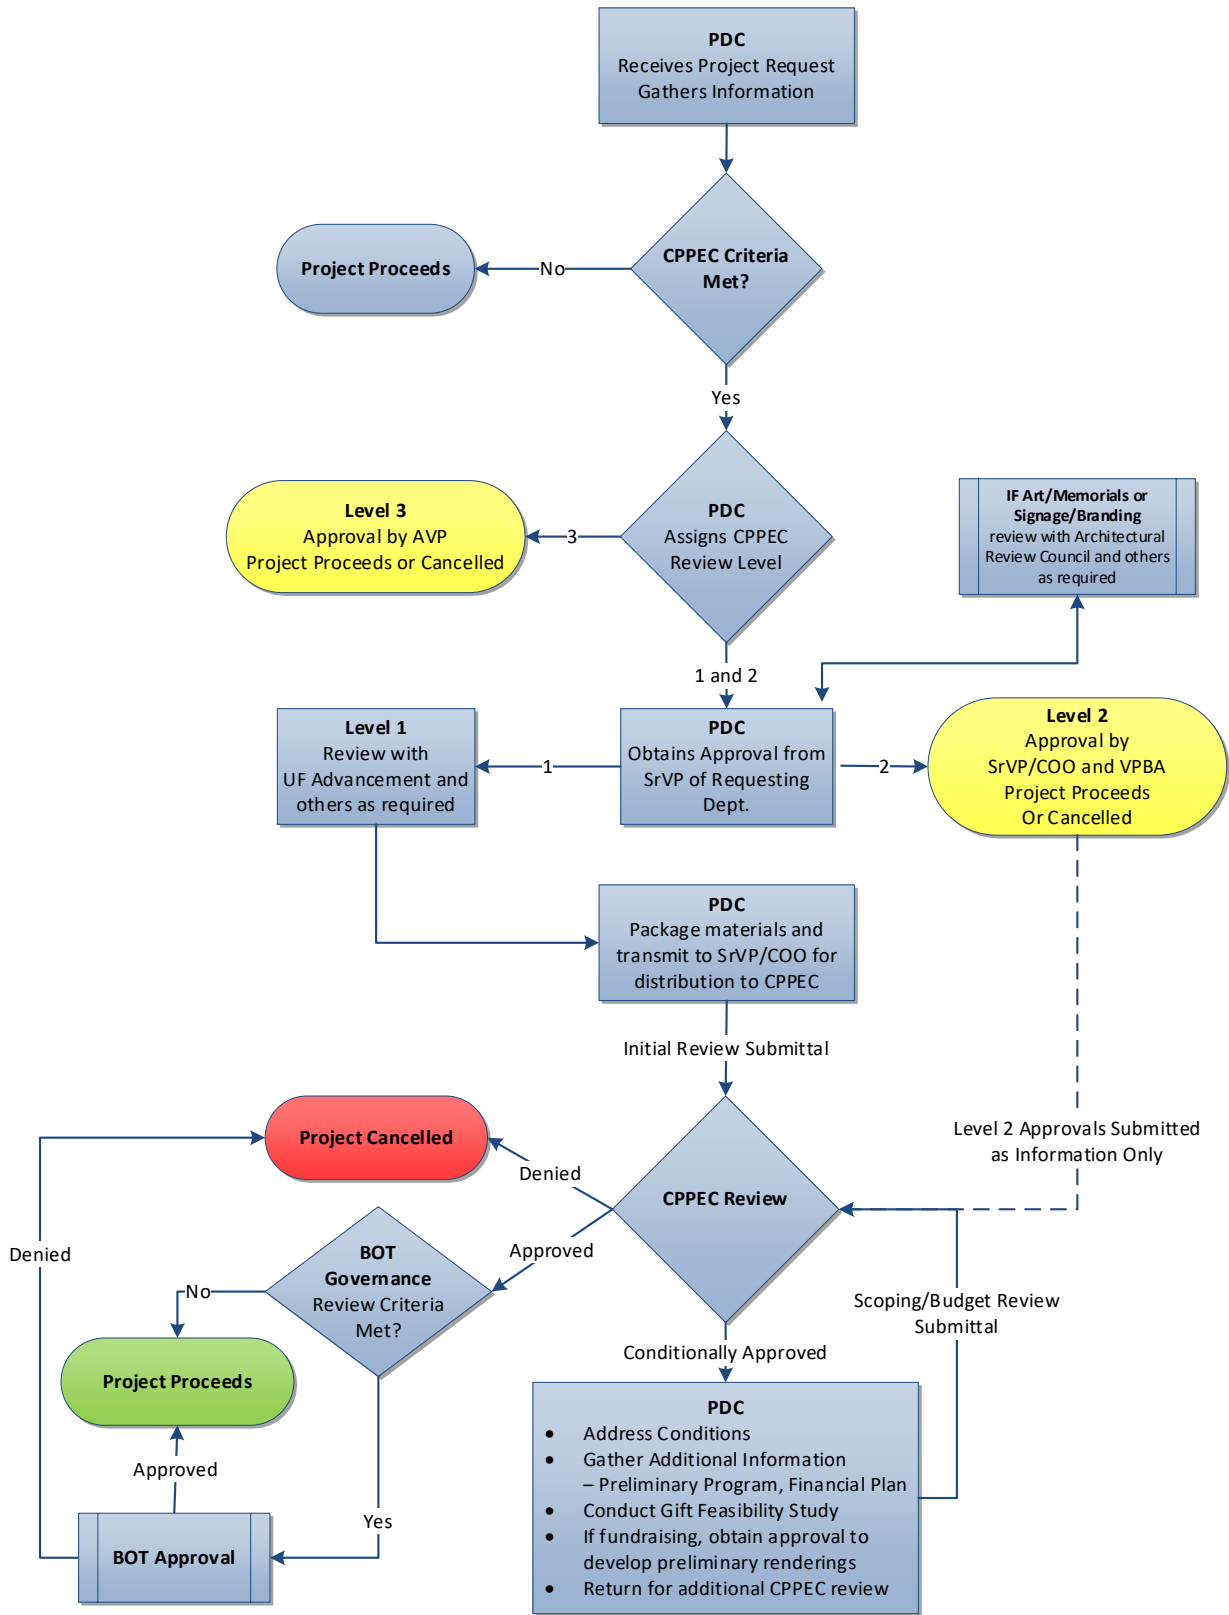 PDC
Receives Project Request
Gathers Information
CPPEC Criteria
Met?
No
Project Proceeds
Yes
PDC
Assigns CPPEC
Review Level
3
Level 3
Approval by AVP
Project Proceeds or Cancelled
IF Art/Memorials or
Signage/Branding
review with Architectural
Review Council and others
as required
1 and 2
PDC
Obtains Approval from
SrVP of Requesting
Dept.
1
Level 1
Review with
UF Advancement and
others as required
2
Level 2
Approval by
SrVP/COO and VPBA
Project Proceeds
Or Cancelled
PDC
Package materials and
transmit to SrVP/COO for
distribution to CPPEC
Initial Review Submittal
Level 2 Approvals Submitted
as Information Only
CPPEC Review
Denied
Project Cancelled
Approved
BOT
Governance
Review Criteria
Met?
Denied
No
Project Proceeds
Approved
Yes
BOT Approval
Conditionally Approved
Scoping/Budget Review
Submittal
PDC
• Address Conditions
• Gather Additional Information
– Preliminary Program, Financial Plan
• Conduct Gift Feasibility Study
• If fundraising, obtain approval to
develop preliminary renderings
• Return for additional CPPEC review